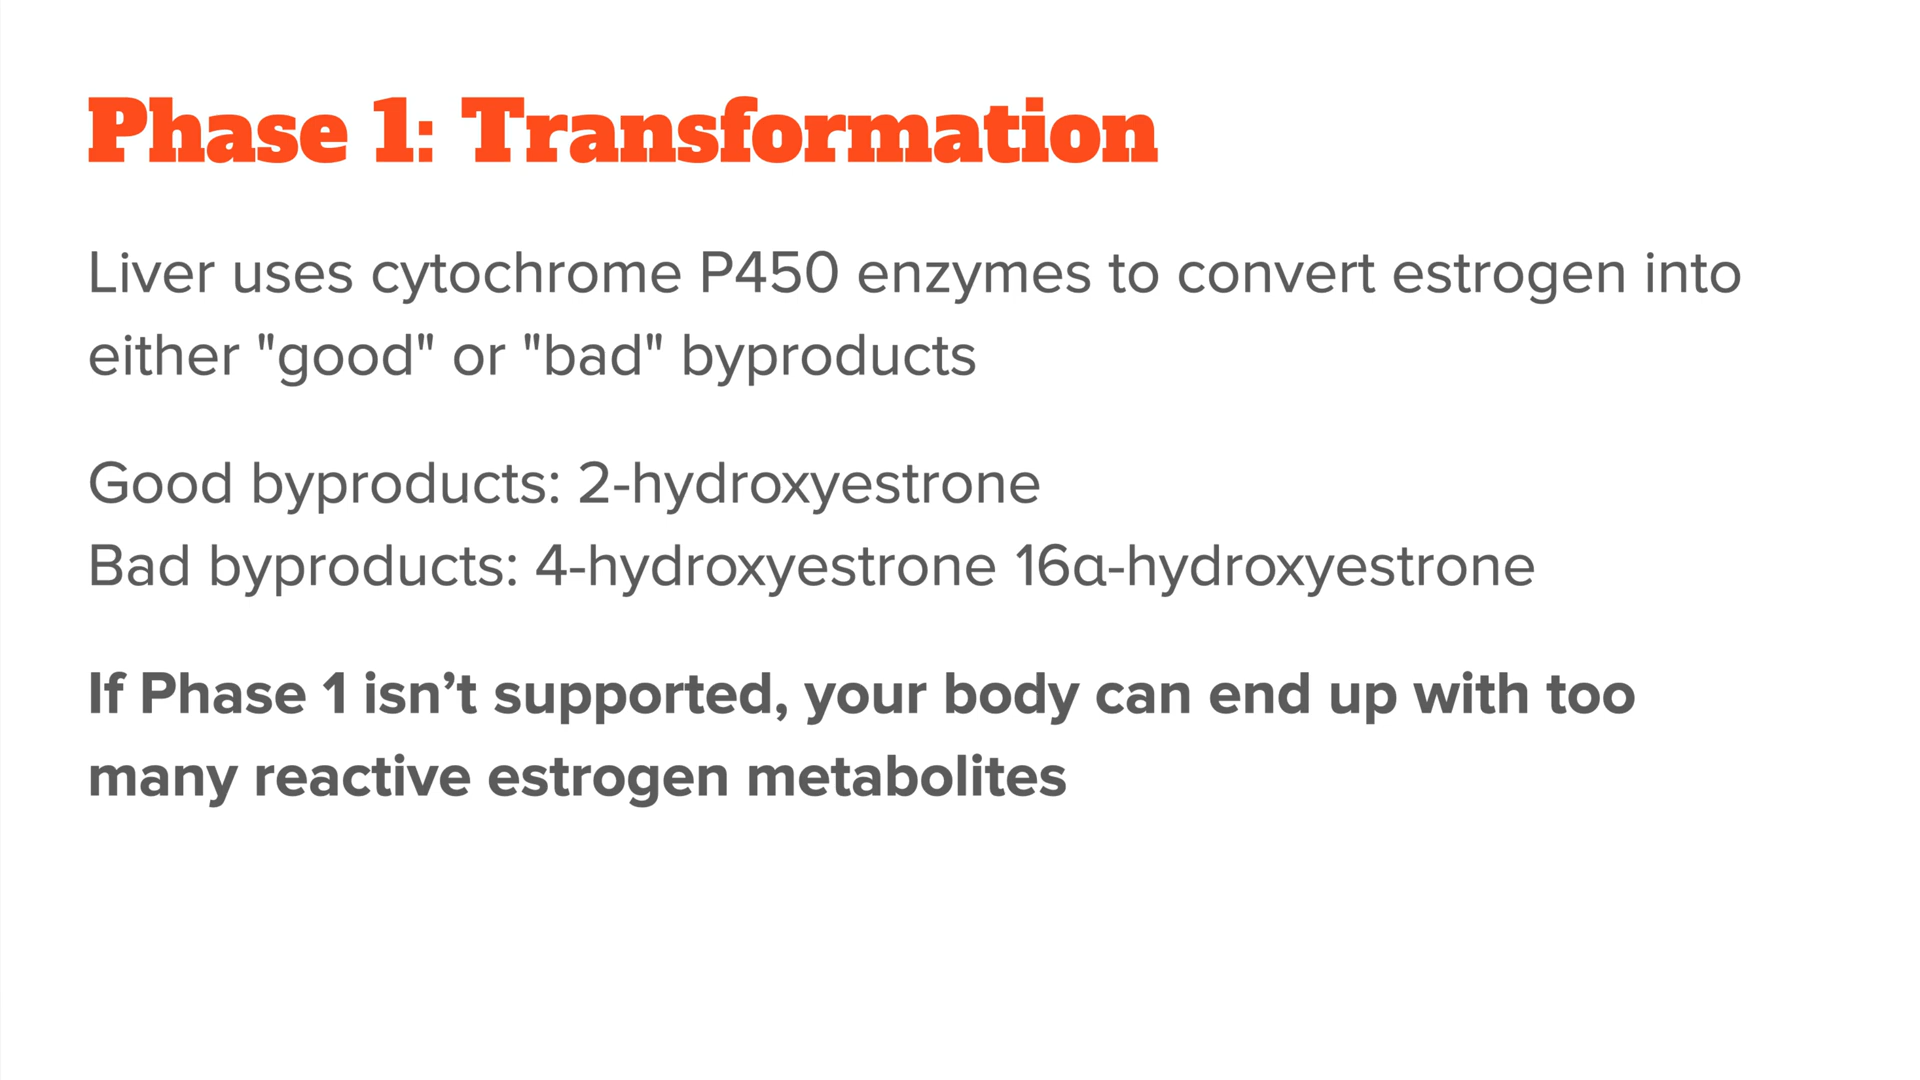 Phase 1: Transformation
Liver uses cytochrome P450 enzymes to convert estrogen into
either "good" or "bad" byproducts
Good byproducts: 2-hydroxyestrone
Bad byproducts: 4-hydroxyestrone 16α-hydroxyestrone
If Phase 1 isn’t supported, your body can end up with too
many reactive estrogen metabolites